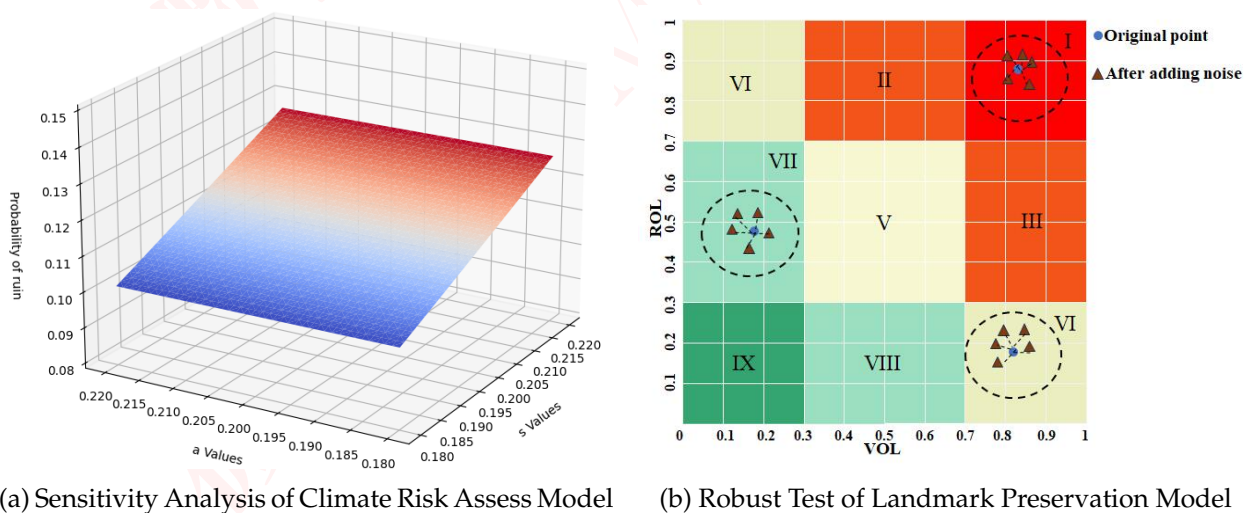 0.15
0.14
0.13
0.12
0.11
0.10
0.09
0.08
Probability of ruin
0.220
0.215
0.210
0.205
0.200
0.195
0.190
0.185
0.180
a Values
0.180
0.185
0.190
0.195
0.200
0.205
0.210
0.215
0.220
s Values
(a) Sensitivity Analysis of Climate Risk Assess Model
1
0.9
0.8
0.7
0.6
0.5
0.4
0.3
0.2
0.1
ROL
VI II I
VII V III
IX VIII VI
0 0.1 0.2 0.3 0.4 0.5 0.6 0.7 0.8 0.9 1
VOL
Original point
After adding noise
(b) Robust Test of Landmark Preservation Model